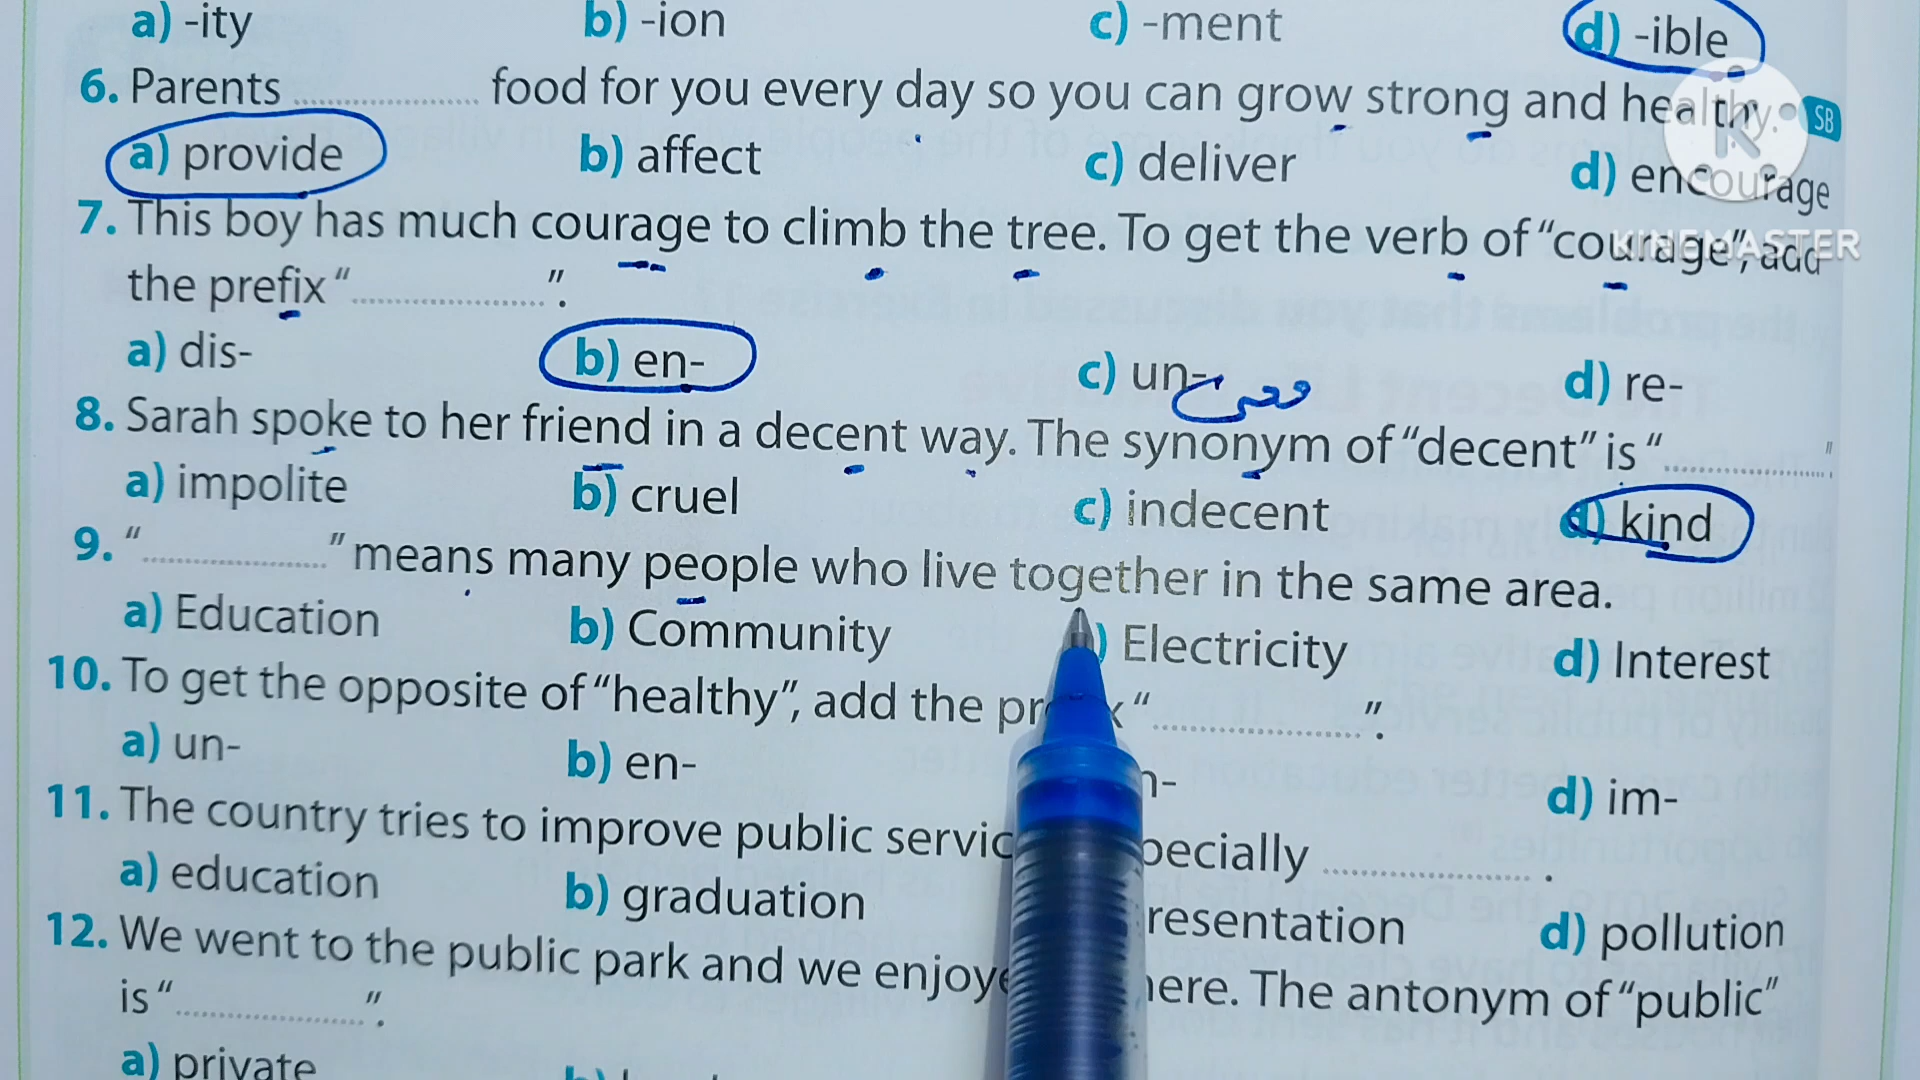 a) -ity b) -ion c) -ment d) -ible
6. Parents .................... food for you every day so you can grow strong and healthy. SB
a) provide b) affect c) deliver d) encourage
7. This boy has much courage to climb the tree. To get the verb of “courage”, add
the prefix “....................”.
a) dis- b) en- c) un- d) re-
8. Sarah spoke to her friend in a decent way. The synonym of “decent” is “....................”
a) impolite b) cruel c) indecent d) kind
9. “....................” means many people who live together in the same area.
a) Education b) Community ) Electricity d) Interest
10. To get the opposite of “healthy”, add the “....................”.
a) un- b) en- d) im-
11. The country tries to improve public .................... .
a) education b) graduation d) pollution
12. We went to the public park and we The antonym of “public”
is “....................”.
a) private
KINEMASTER